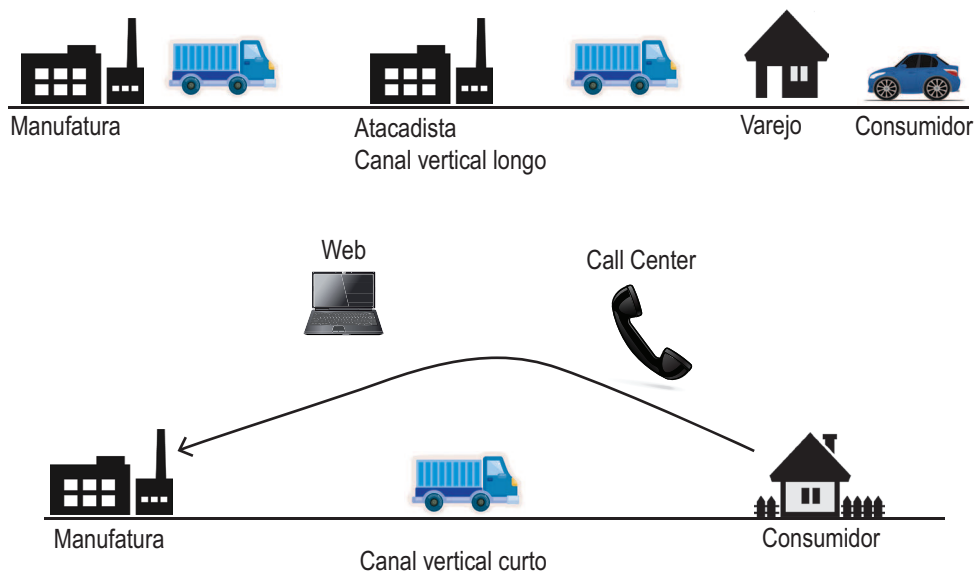 Manufatura
Atacadista
Varejo
Consumidor
Canal vertical longo
Web
Call Center
Manufatura
Consumidor
Canal vertical curto